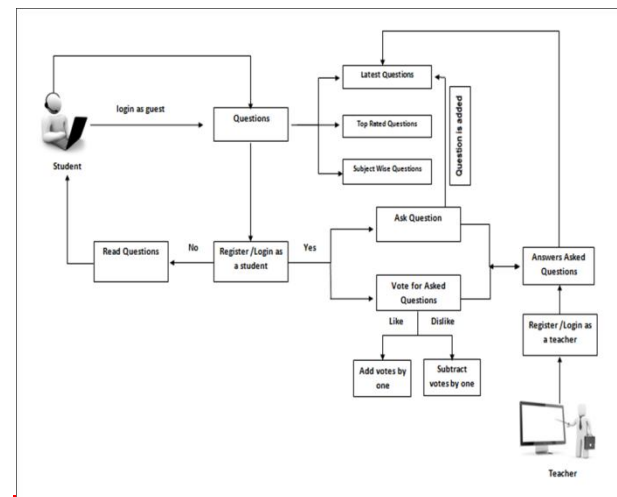 Latest Questions
login as guest
Questions
Top Rated Questions
Question is added
Student
Subject Wise Questions
Ask Question
Read Questions
No
Register /Login as
a student
Yes
Answers Asked
Questions
Vote for Asked
Questions
Like
Dislike
Register /Login as
a teacher
Add votes by
one
Subtract
votes by one
Teacher